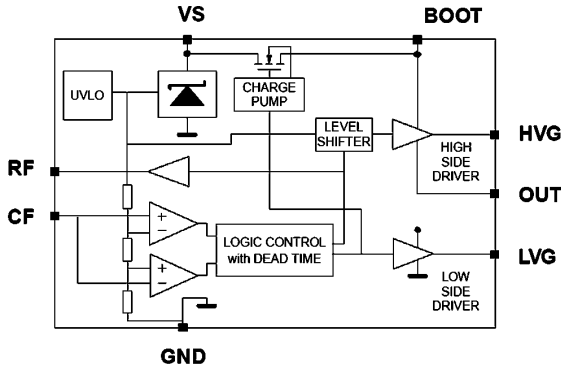 VS
BOOT
UVLO
CHARGE
PUMP
LEVEL
SHIFTER
HVG
HIGH
SIDE
DRIVER
RF
OUT
CF
+
−
LOGIC CONTROL
with DEAD TIME
LVG
+
−
LOW
SIDE
DRIVER
GND